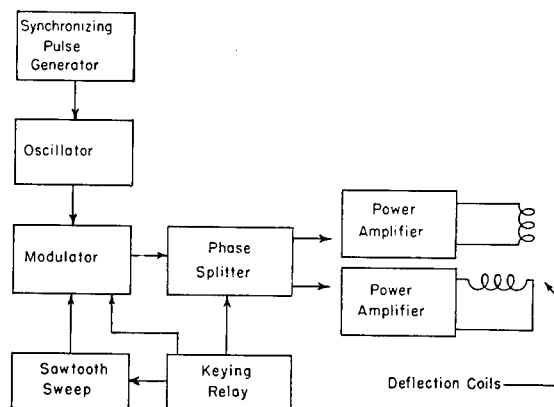 Synchronizing
Pulse
Generator
Oscillator
Modulator
Phase
Splitter
Power
Amplifier
Power
Amplifier
Sawtooth
Sweep
Keying
Relay
Deflection Coils